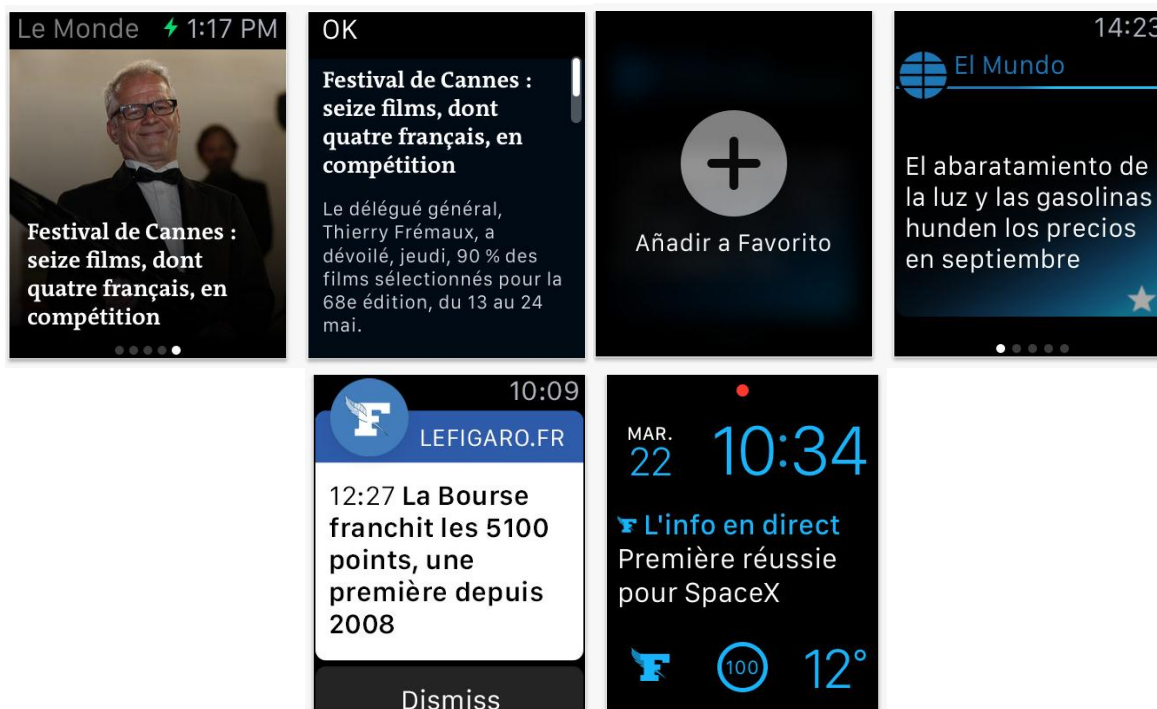 Le Monde 1:17 PM
Festival de Cannes :
seize films, dont
quatre français, en
compétition
OK
Festival de Cannes :
seize films, dont
quatre français, en
compétition
Le délégué général,
Thierry Frémaux, a
dévoilé, jeudi, 90 % des
films sélectionnés pour la
68e édition, du 13 au 24
mai.
Añadir a Favorito
14:23
El Mundo
El abaratamiento de
la luz y las gasolinas
hunden los precios
en septiembre
10:09
F LEFIGARO.FR
12:27 La Bourse
franchit les 5100
points, une
première depuis
2008
Dismiss
MAR.
22 10:34
F L'info en direct
Première réussie
pour SpaceX
F 100 12°